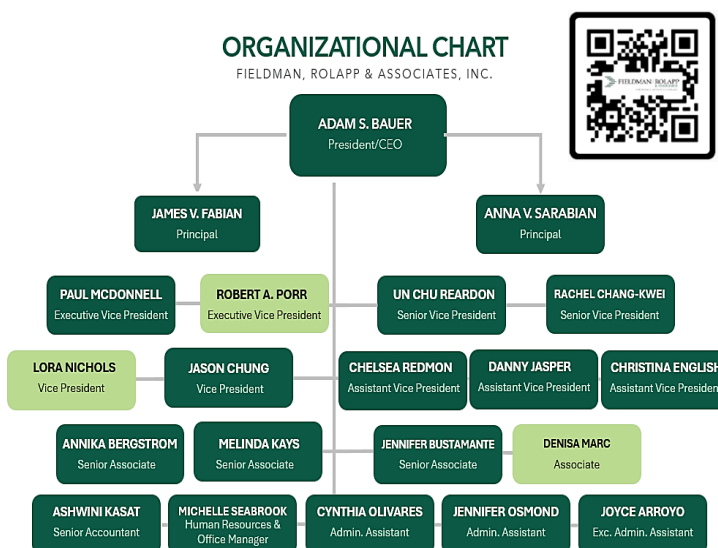 ORGANIZATIONAL CHART
FIELDMAN, ROLAPP & ASSOCIATES, INC.
FIELDMAN | ROLAPP
ADAM S. BAUER
President/CEO
JAMES V. FABIAN
Principal
ANNA V. SARABIAN
Principal
PAUL MCDONNELL
Executive Vice President
ROBERT A. PORR
Executive Vice President
UN CHU REARDON
Senior Vice President
RACHEL CHANG-KWEI
Senior Vice President
LORA NICHOLS
Vice President
JASON CHUNG
Vice President
CHELSEA REDMON
Assistant Vice President
DANNY JASPER
Assistant Vice President
CHRISTINA ENGLISH
Assistant Vice President
ANNIKA BERGSTROM
Senior Associate
MELINDA KAYS
Senior Associate
JENNIFER BUSTAMANTE
Senior Associate
DENISA MARC
Associate
ASHWINI KASAT
Senior Accountant
MICHELLE SEABROOK
Human Resources &
Office Manager
CYNTHIA OLIVARES
Admin. Assistant
JENNIFER OSMOND
Admin. Assistant
JOYCE ARROYO
Exc. Admin. Assistant